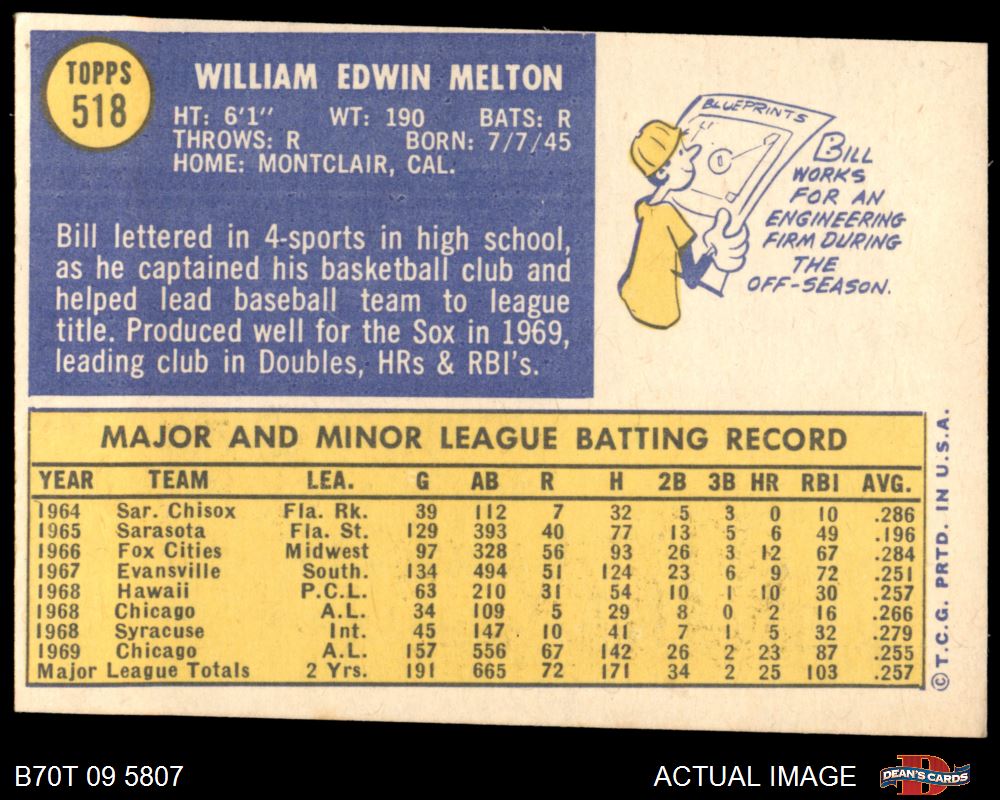 TOPPS
518
WILLIAM EDWIN MELTON
HT: 6'1" WT: 190 BATS: R
THROWS: R BORN: 7/7/45
HOME: MONTCLAIR, CAL.
Bill lettered in 4-sports in high school,
as he captained his basketball club and
helped lead baseball team to league
title. Produced well for the Sox in 1969,
leading club in Doubles, HRs & RBI's.
BLUEPRINTS
BILL
WORKS
FOR AN
ENGINEERING
FIRM DURING
THE
OFF-SEASON.
MAJOR AND MINOR LEAGUE BATTING RECORD
YEAR TEAM LEA. G AB R H 2B 3B HR RBI AVG.
1964 Sar. Chisox Fla. Rk. 39 112 7 32 5 3 0 10 .286
1965 Sarasota Fla. St. 129 393 40 77 13 5 6 49 .196
1966 Fox Cities Midwest 97 328 56 93 26 3 12 67 .284
1967 Evansville South. 134 494 51 124 23 6 9 72 .251
1968 Hawaii P.C.L. 63 210 31 54 10 1 10 30 .257
1968 Chicago A.L. 34 109 5 29 8 0 2 16 .266
1968 Syracuse Int. 45 147 10 41 7 1 5 32 .279
1969 Chicago A.L. 157 556 67 142 26 2 23 87 .255
Major League Totals 2 Yrs. 191 665 72 171 34 2 25 103 .257
©T.C.G. PRTD. IN U.S.A.
B70T 09 5807
ACTUAL IMAGE
DEAN'S CARDS